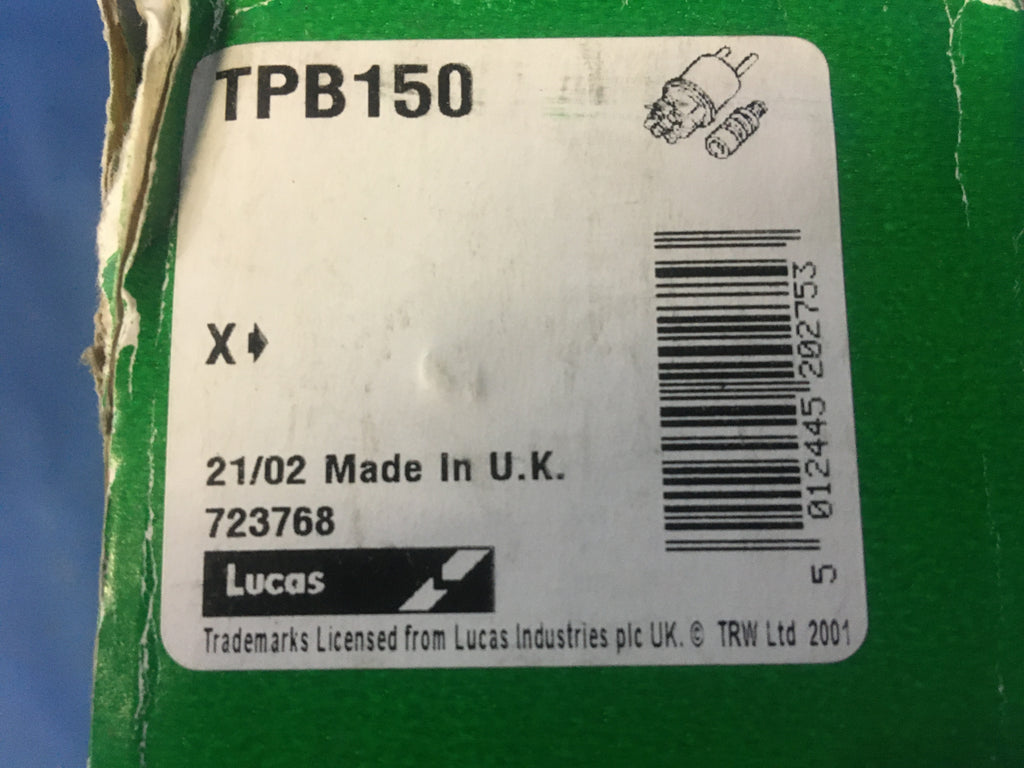 TPB150
X
21/02 Made In U.K.
723768
Lucas
Trademarks Licensed from Lucas Industries plc UK. © TRW Ltd 2001
5 012445 202753